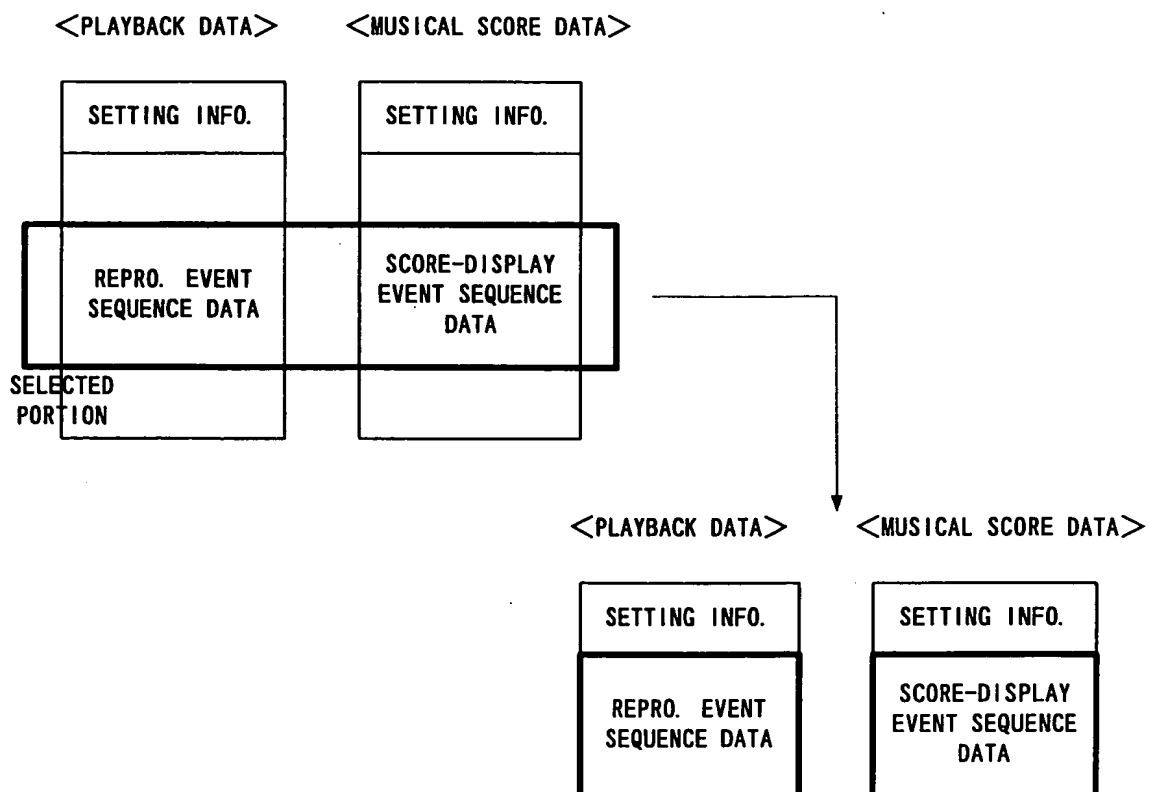 <PLAYBACK DATA>
<MUSICAL SCORE DATA>
SETTING INFO.
SETTING INFO.
REPRO. EVENT
SEQUENCE DATA
SCORE-DISPLAY
EVENT SEQUENCE
DATA
SELECTED
PORTION
<PLAYBACK DATA>
<MUSICAL SCORE DATA>
SETTING INFO.
SETTING INFO.
REPRO. EVENT
SEQUENCE DATA
SCORE-DISPLAY
EVENT SEQUENCE
DATA